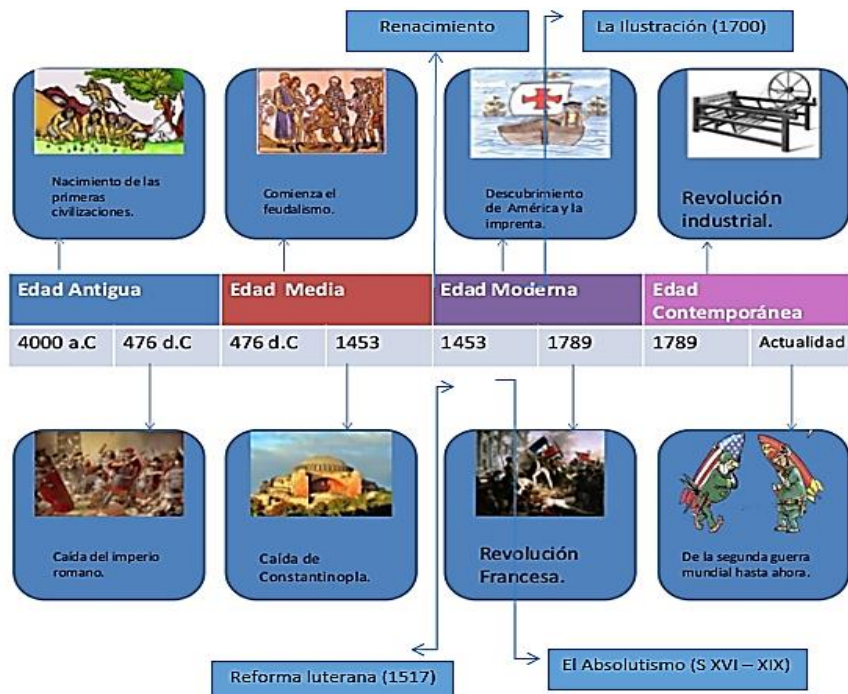 Renacimiento
La Ilustración (1700)
Nacimiento de las
primeras
civilizaciones.
Comienza el
feudalismo.
Descubrimiento
de América y la
imprenta.
Revolución
industrial.
Edad Antigua
Edad Media
Edad Moderna
Edad
Contemporánea
4000 a.C
476 d.C
476 d.C
1453
1453
1789
1789
Actualidad
Caída del imperio
romano.
Caída de
Constantinopla.
Revolución
Francesa.
De la segunda guerra
mundial hasta ahora.
Reforma luterana (1517)
El Absolutismo (S XVI – XIX)